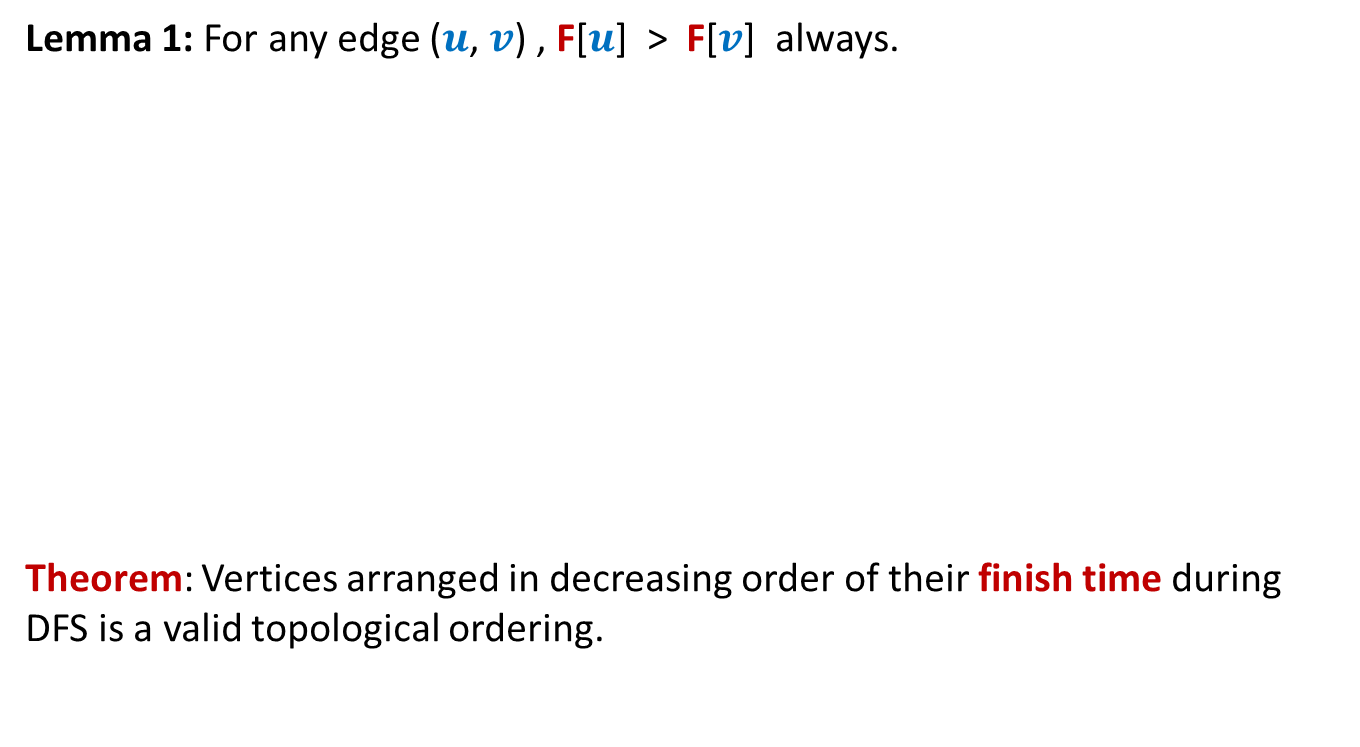 Lemma 1: For any edge (u, v) , F[u] > F[v] always.
Theorem: Vertices arranged in decreasing order of their finish time during
DFS is a valid topological ordering.